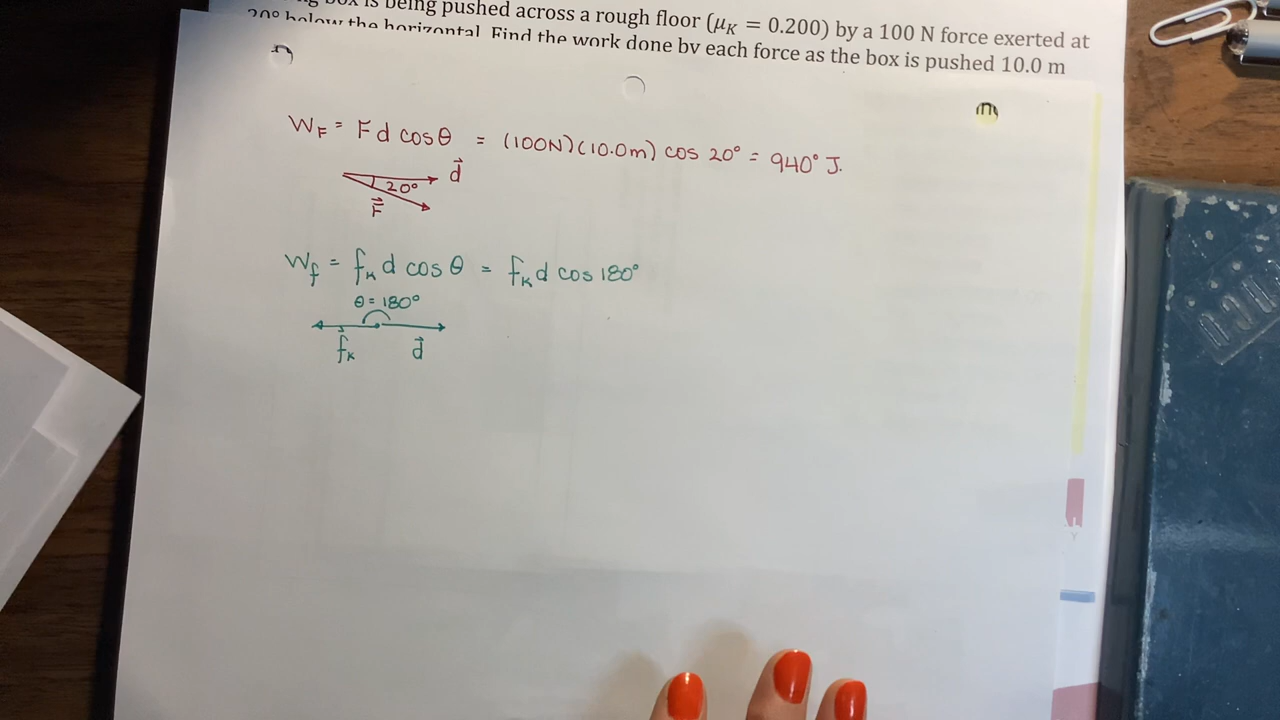 box is being pushed across a rough floor (μK = 0.200) by a 100 N force exerted at
20° below the horizontal. Find the work done by each force as the box is pushed 10.0 m
WF = F d cosθ = (100N)(10.0m) cos 20° = 940° J.
20° d⃗
F⃗
Wf = fK d cos θ = fK d cos 180°
θ = 180°
fK d⃗